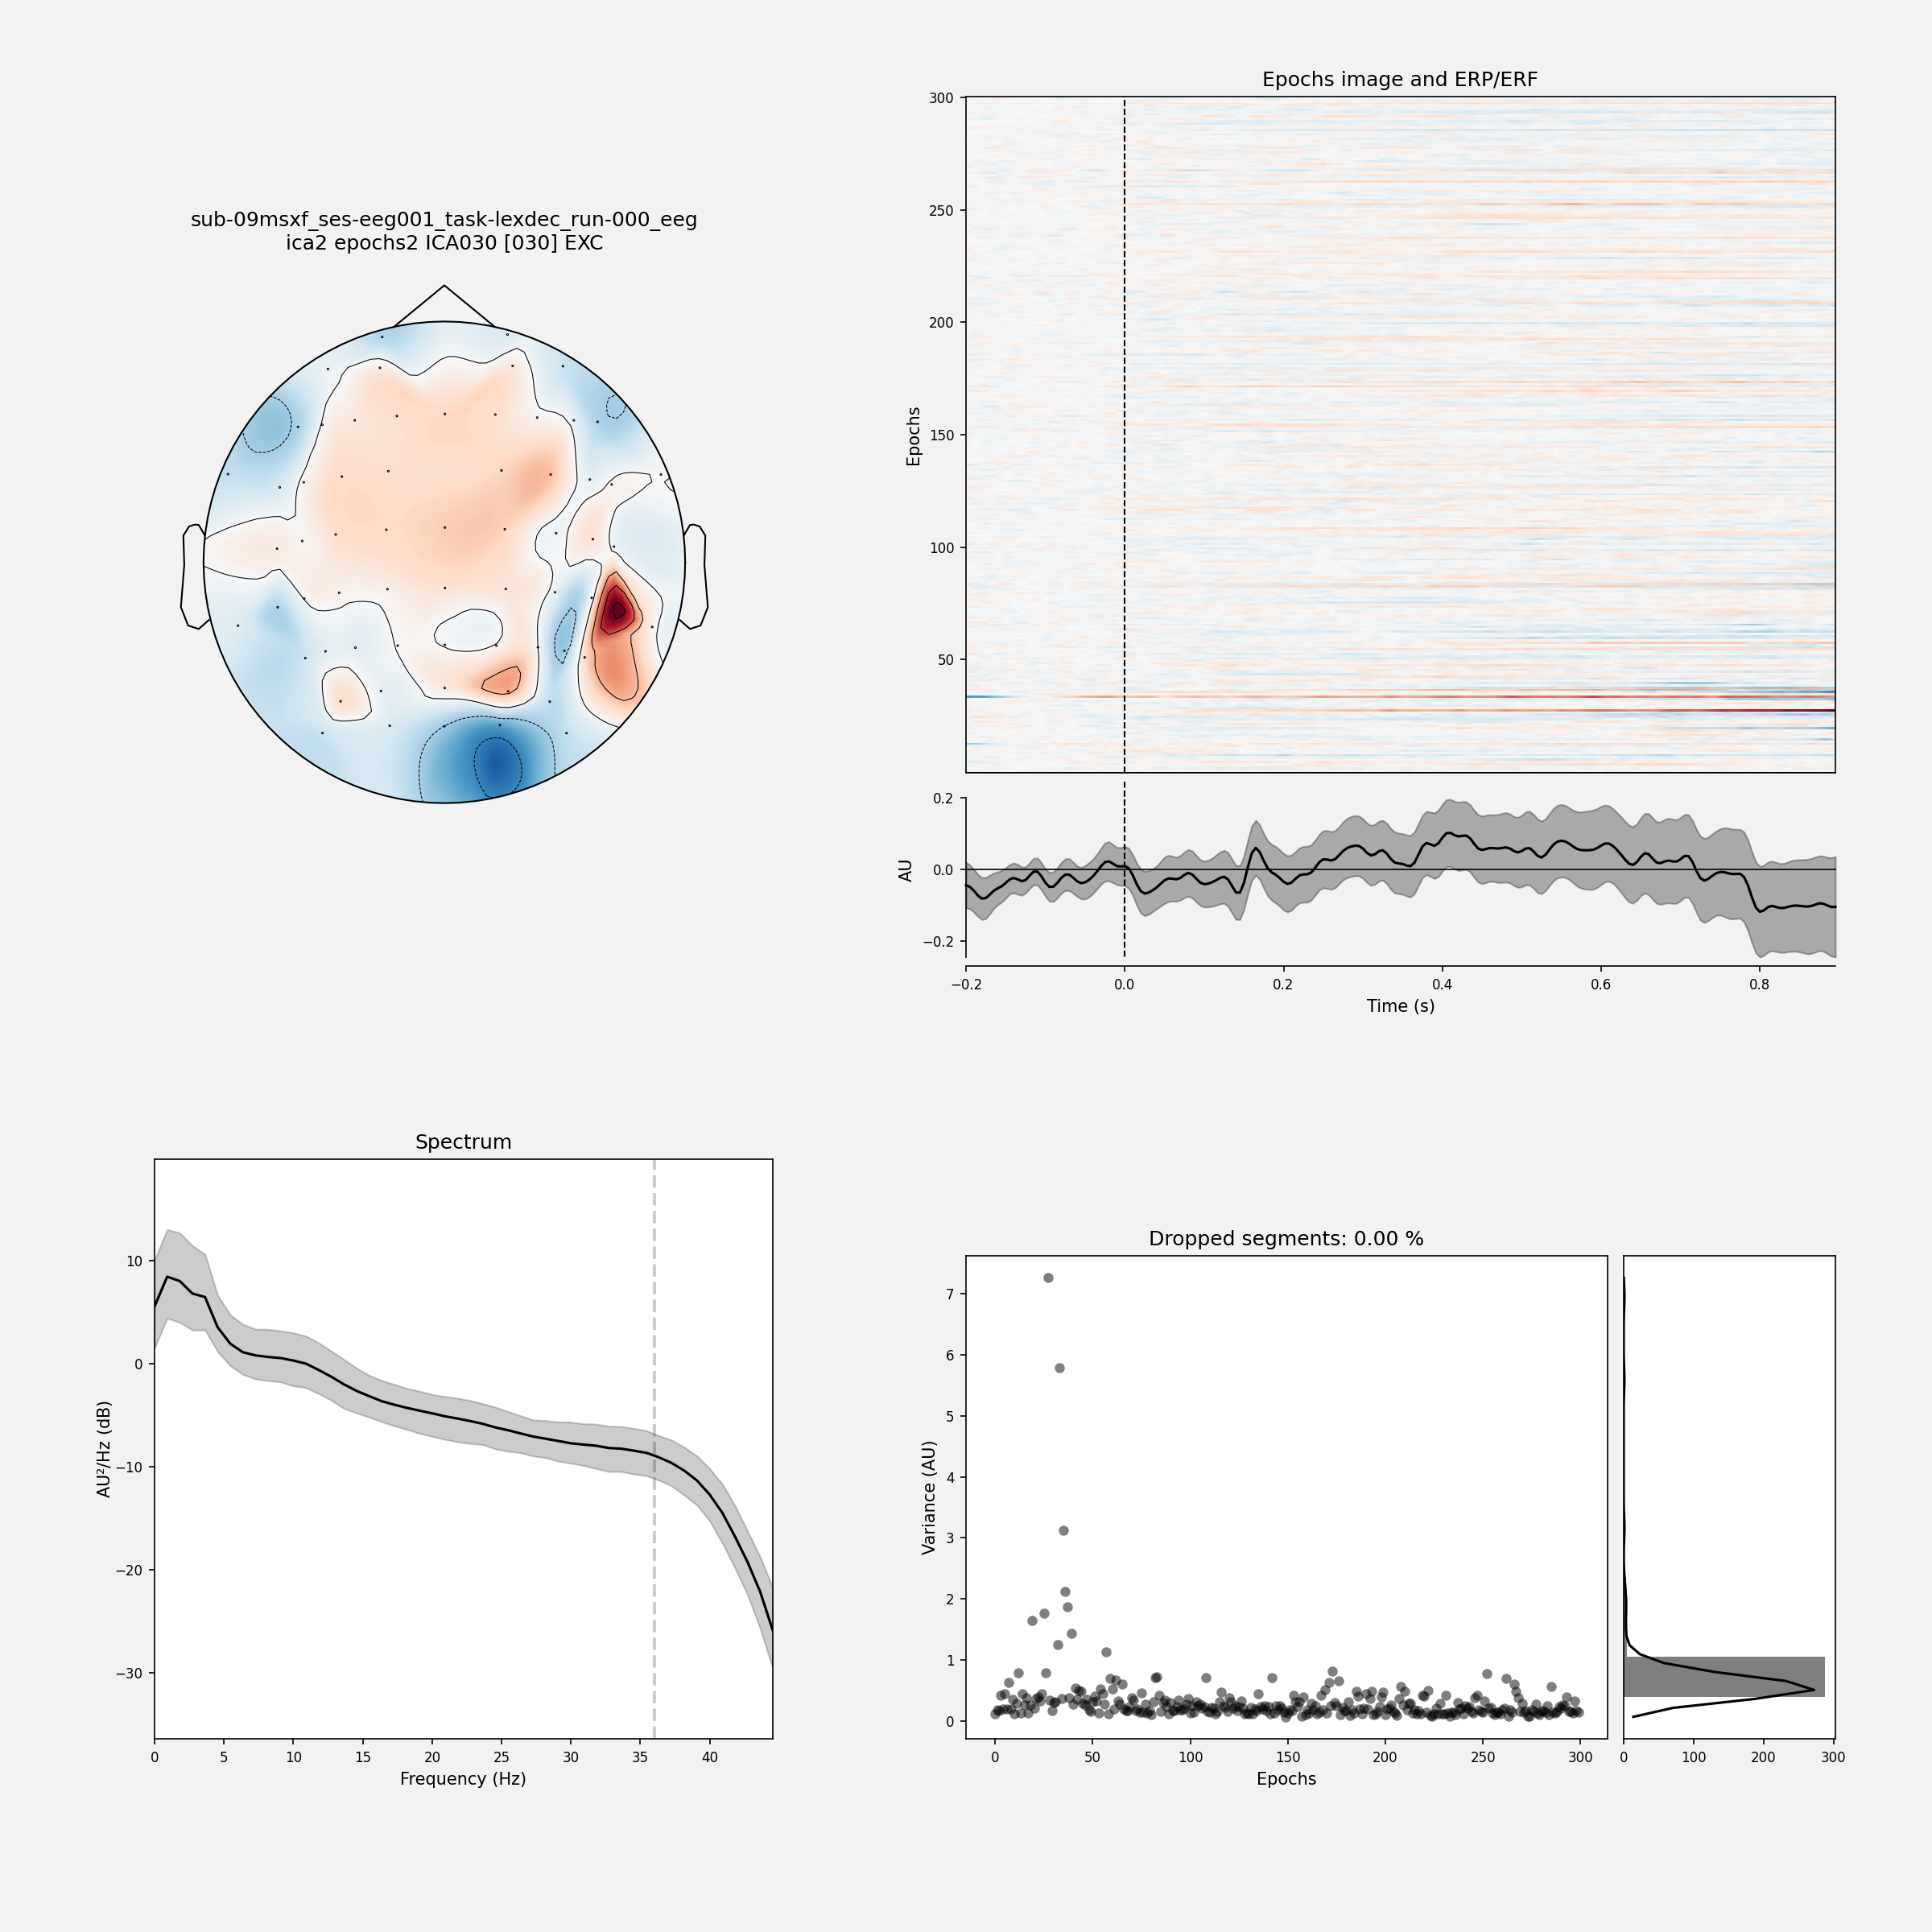 sub-09msxf_ses-eeg001_task-lexdec_run-000_eeg
ica2 epochs2 ICA030 [030] EXC
Epochs image and ERP/ERF
300
250
200
150
100
50
Epochs
0.2
0.0
−0.2
AU
−0.2 0.0 0.2 0.4 0.6 0.8
Time (s)
Spectrum
10
0
−10
−20
−30
AU²/Hz (dB)
0 5 10 15 20 25 30 35 40
Frequency (Hz)
Dropped segments: 0.00 %
7
6
5
4
3
2
1
0
Variance (AU)
0 50 100 150 200 250 300
Epochs
0 100 200 300